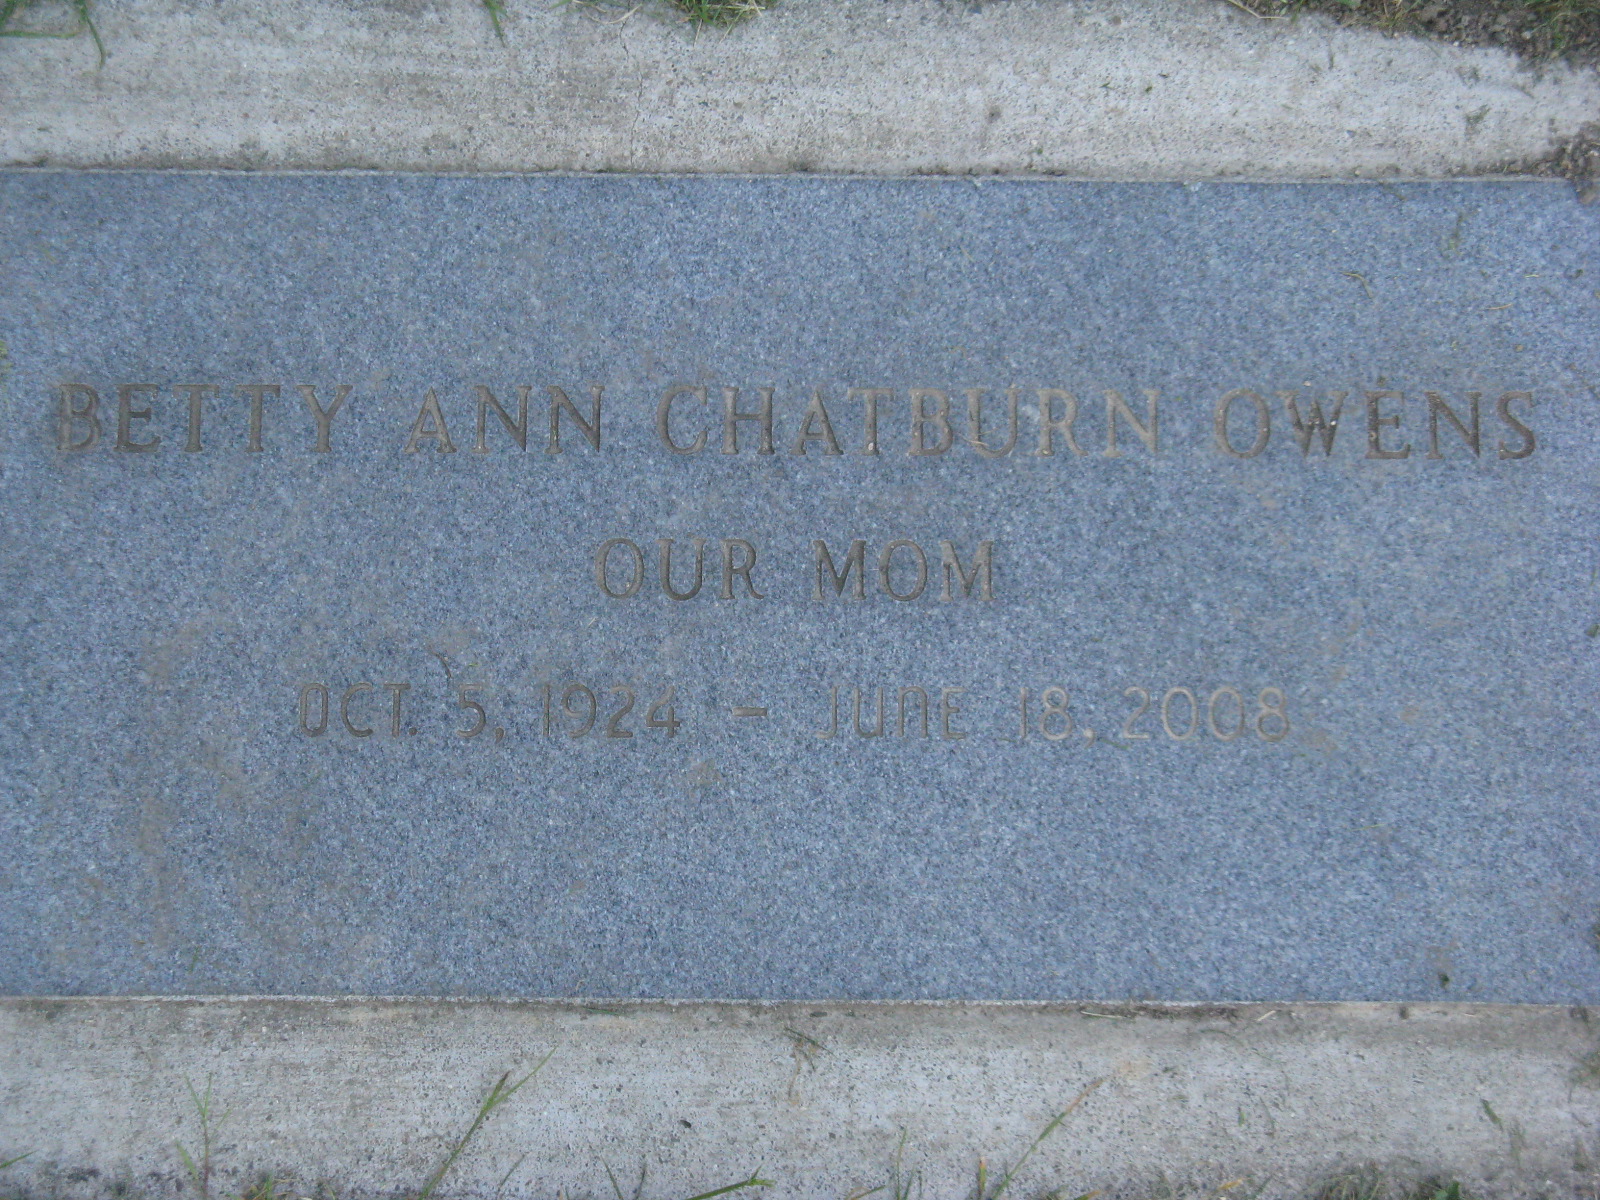 BETTY ANN CHATBURN OWENS
OUR MOM
OCT. 5, 1924 - JUNE 18, 2008